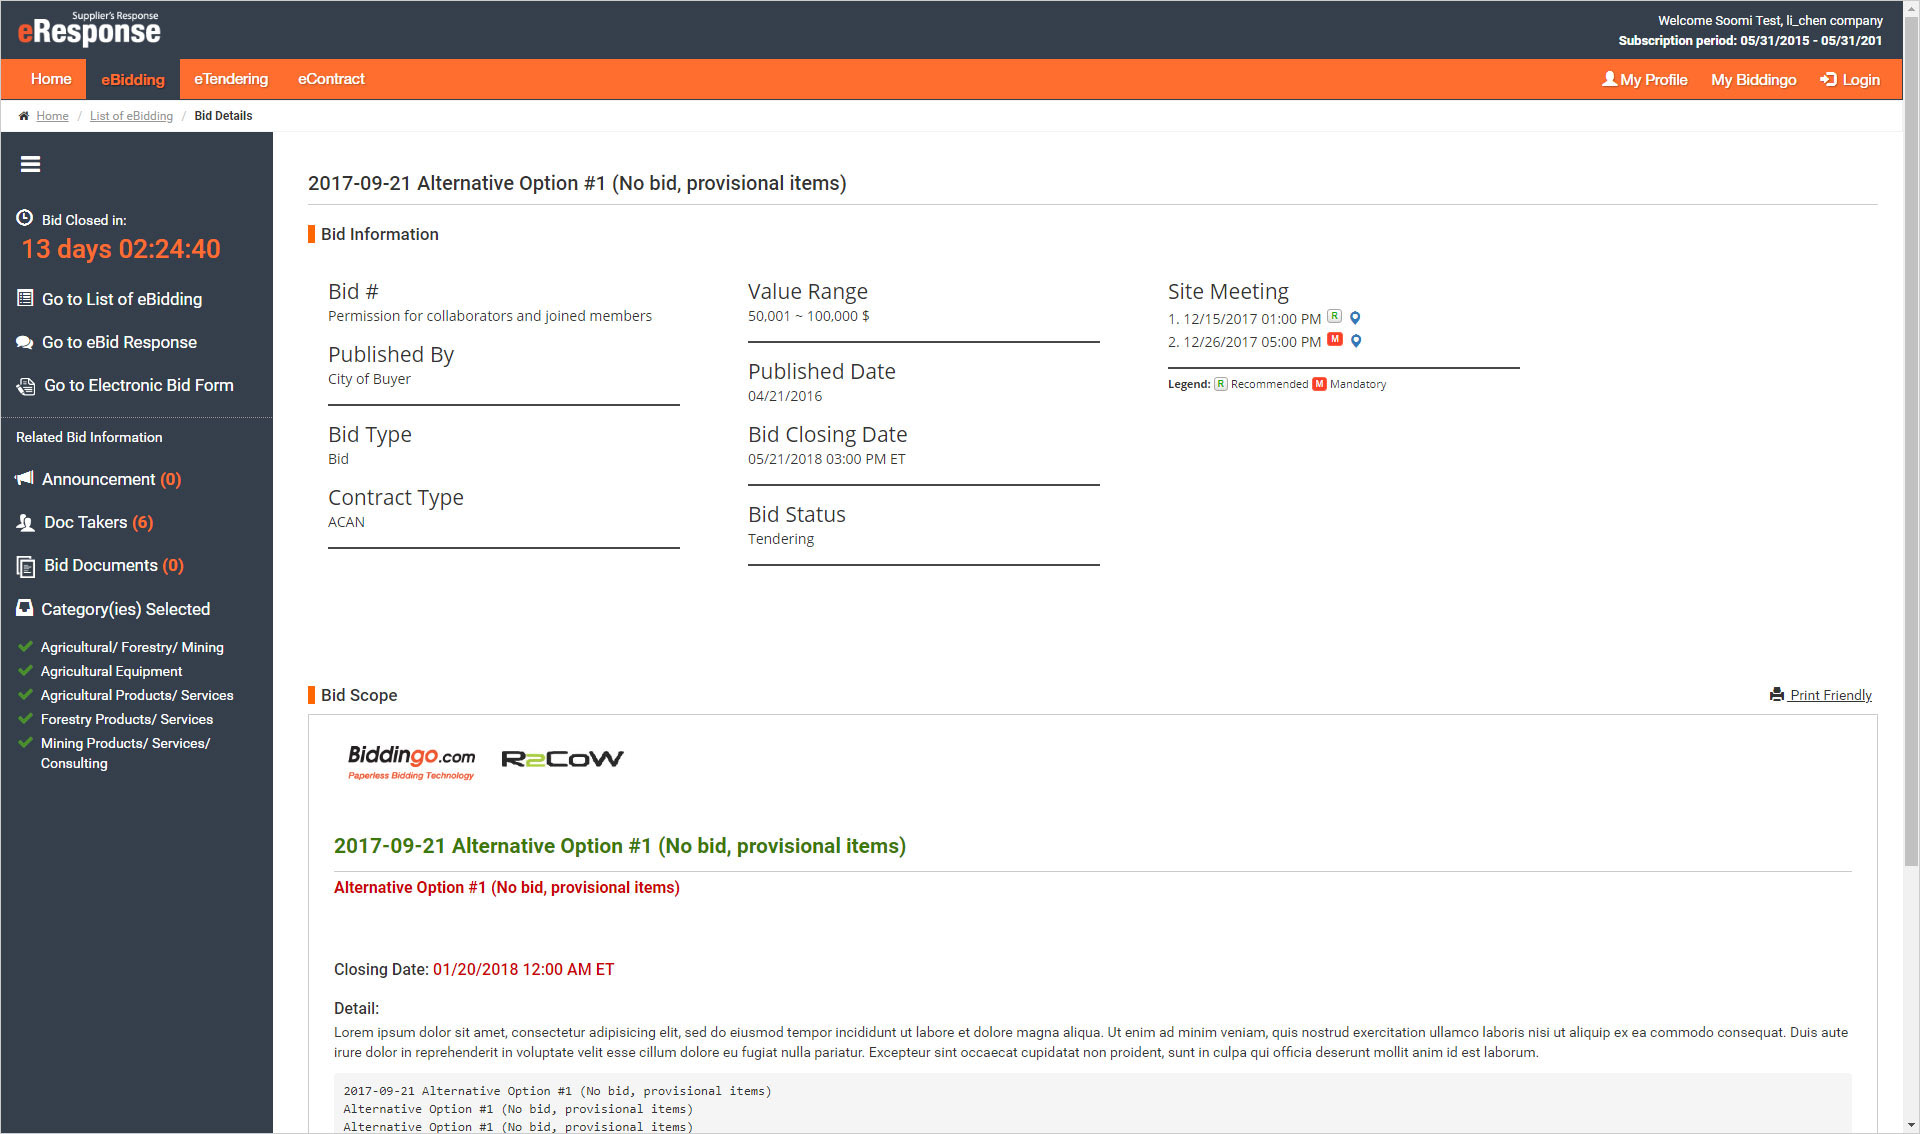 Supplier's Response
eResponse
Welcome Soomi Test, li_chen company
Subscription period: 05/31/2015 - 05/31/201
Home eBidding eTendering eContract My Profile My Biddingo Login
Home / List of eBidding / Bid Details
Bid Closed in:
13 days 02:24:40
Go to List of eBidding
Go to eBid Response
Go to Electronic Bid Form
Related Bid Information
Announcement (0)
Doc Takers (6)
Bid Documents (0)
Category(ies) Selected
Agricultural/ Forestry/ Mining
Agricultural Equipment
Agricultural Products/ Services
Forestry Products/ Services
Mining Products/ Services/
Consulting
2017-09-21 Alternative Option #1 (No bid, provisional items)
Bid Information
Bid #
Permission for collaborators and joined members
Published By
City of Buyer
Bid Type
Bid
Contract Type
ACAN
Value Range
50,001 ~ 100,000 $
Published Date
04/21/2016
Bid Closing Date
05/21/2018 03:00 PM ET
Bid Status
Tendering
Site Meeting
1. 12/15/2017 01:00 PM R
2. 12/26/2017 05:00 PM M
Legend: R Recommended M Mandatory
Bid Scope
Print Friendly
Biddingo.com
Paperless Bidding Technology
R2CoW
2017-09-21 Alternative Option #1 (No bid, provisional items)
Alternative Option #1 (No bid, provisional items)
Closing Date: 01/20/2018 12:00 AM ET
Detail:
Lorem ipsum dolor sit amet, consectetur adipisicing elit, sed do eiusmod tempor incididunt ut labore et dolore magna aliqua. Ut enim ad minim veniam, quis nostrud exercitation ullamco laboris nisi ut aliquip ex ea commodo consequat. Duis aute
irure dolor in reprehenderit in voluptate velit esse cillum dolore eu fugiat nulla pariatur. Excepteur sint occaecat cupidatat non proident, sunt in culpa qui officia deserunt mollit anim id est laborum.
2017-09-21 Alternative Option #1 (No bid, provisional items)
Alternative Option #1 (No bid, provisional items)
Alternative Option #1 (No bid, provisional items)